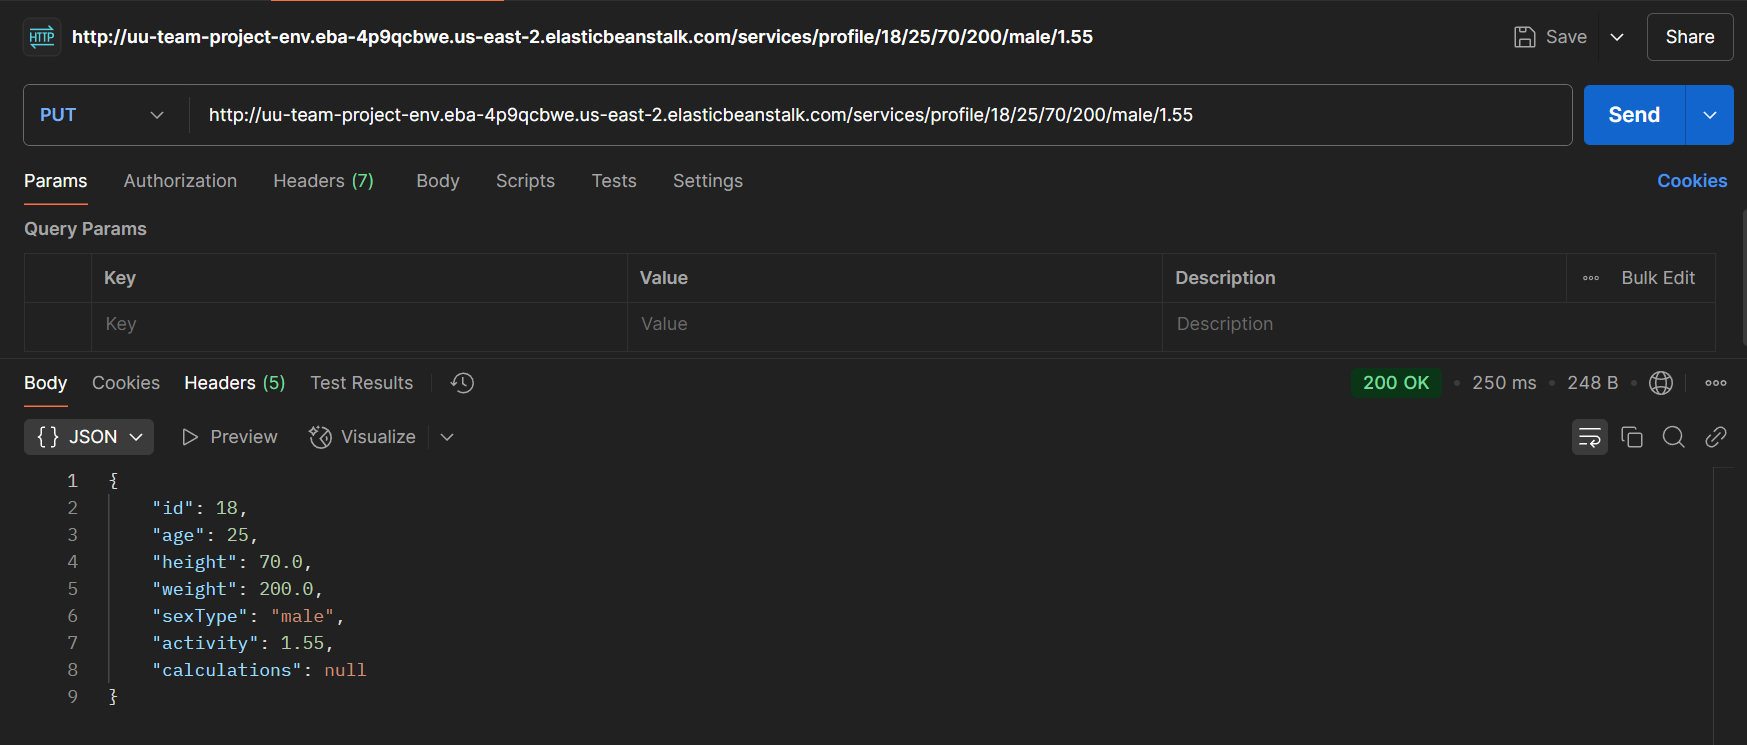 HTTP http://uu-team-project-env.eba-4p9qcbwe.us-east-2.elasticbeanstalk.com/services/profile/18/25/70/200/male/1.55 Save Share
PUT http://uu-team-project-env.eba-4p9qcbwe.us-east-2.elasticbeanstalk.com/services/profile/18/25/70/200/male/1.55 Send
Params Authorization Headers (7) Body Scripts Tests Settings Cookies
Query Params
Key Value Description Bulk Edit
Key Value Description
Body Cookies Headers (5) Test Results 200 OK 250 ms 248 B
{} JSON Preview Visualize
1 {
2 "id": 18,
3 "age": 25,
4 "height": 70.0,
5 "weight": 200.0,
6 "sexType": "male",
7 "activity": 1.55,
8 "calculations": null
9 }